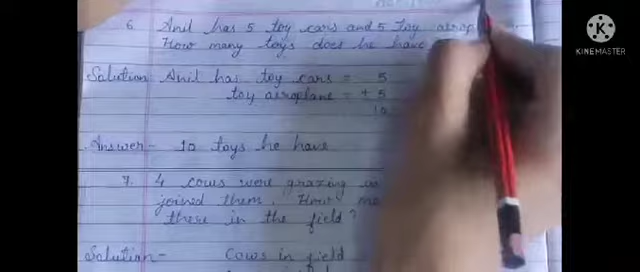 6. Anil has 5 toy cars and 5 toy
How many toys does he have
Solution Anil has toy cars = 5
toy aeroplane = + 5
10
Answer - 10 toys he have
7. 4 cows were grazing
joined them. How
there in the field?
Solution - Cows in field
KINEMASTER